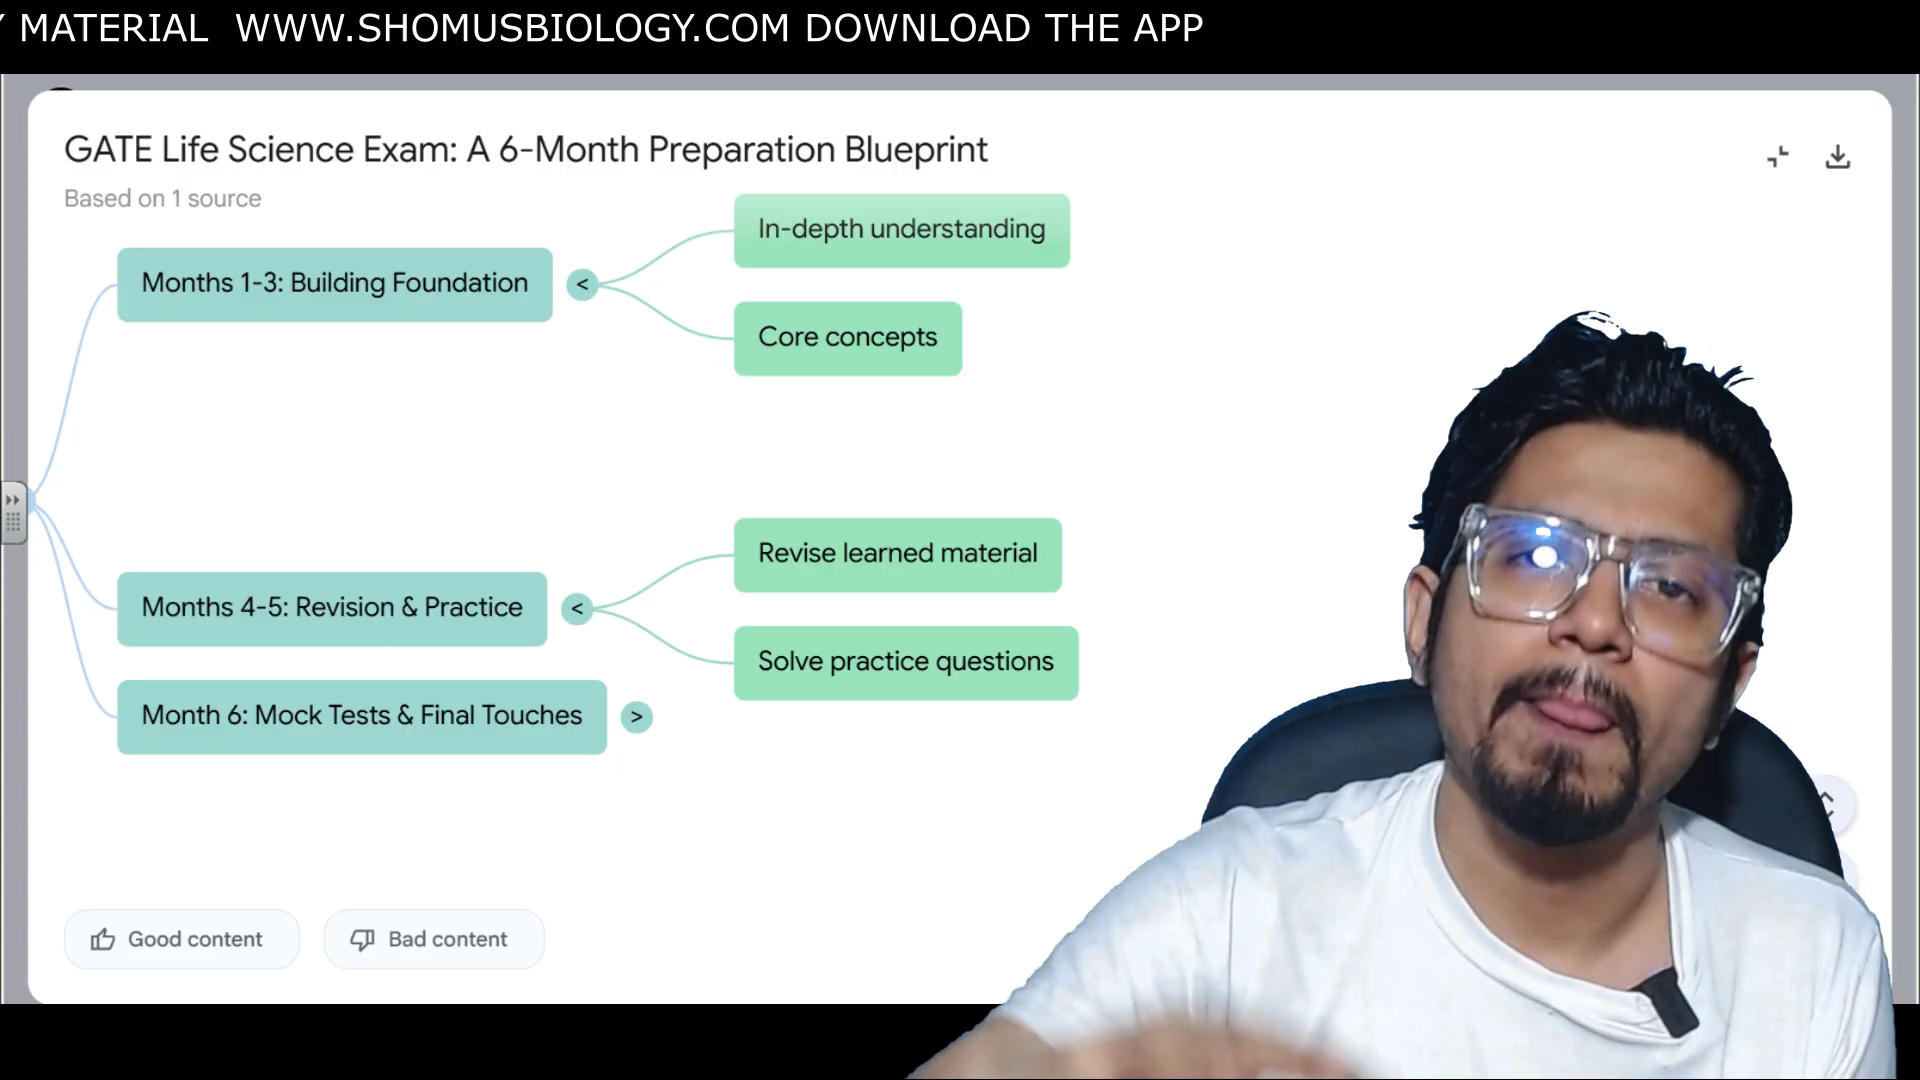 MATERIAL WWW.SHOMUSBIOLOGY.COM DOWNLOAD THE APP
GATE Life Science Exam: A 6-Month Preparation Blueprint
Based on 1 source
Months 1-3: Building Foundation
<
In-depth understanding
Core concepts
Months 4-5: Revision & Practice
<
Revise learned material
Solve practice questions
Month 6: Mock Tests & Final Touches
>
Good content
Bad content